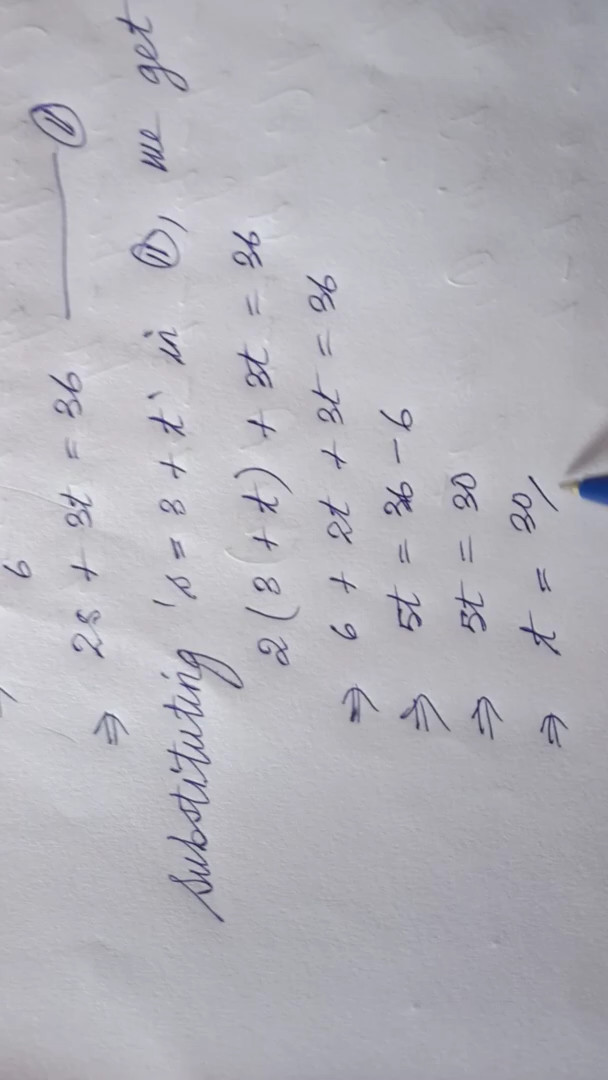 6
⇒ 2s + 3t = 36 —— (II)
Substituting 's = 3 + t' in (II), we get
2(3 + t) + 3t = 36
⇒ 6 + 2t + 3t = 36
⇒ 5t = 36 - 6
⇒ 5t = 30
⇒ t = 30/